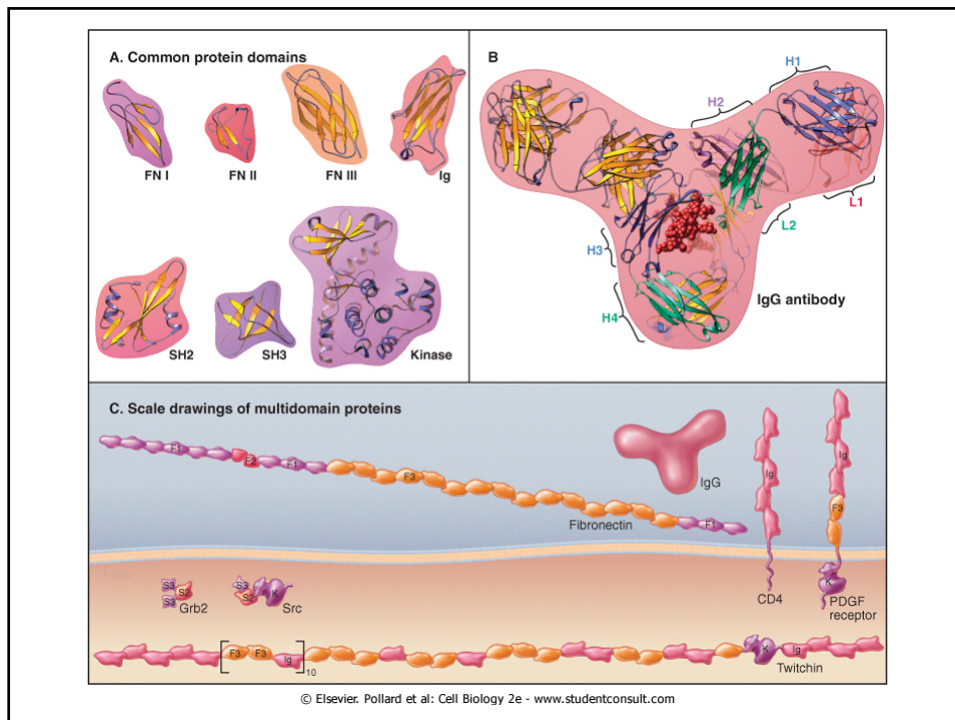 A. Common protein domains
FN I
FN II
FN III
Ig
SH2
SH3
Kinase
B
H1
H2
L1
L2
H3
H4
IgG antibody
C. Scale drawings of multidomain proteins
F1
F2
F1
F3
Fibronectin
F1
IgG
Ig
CD4
Ig
F3
K
PDGF
receptor
S3
S2
S3
Grb2
S3
S2
K
Src
F3 F3 Ig
10
K
Ig
Twitchin
© Elsevier. Pollard et al: Cell Biology 2e - www.studentconsult.com